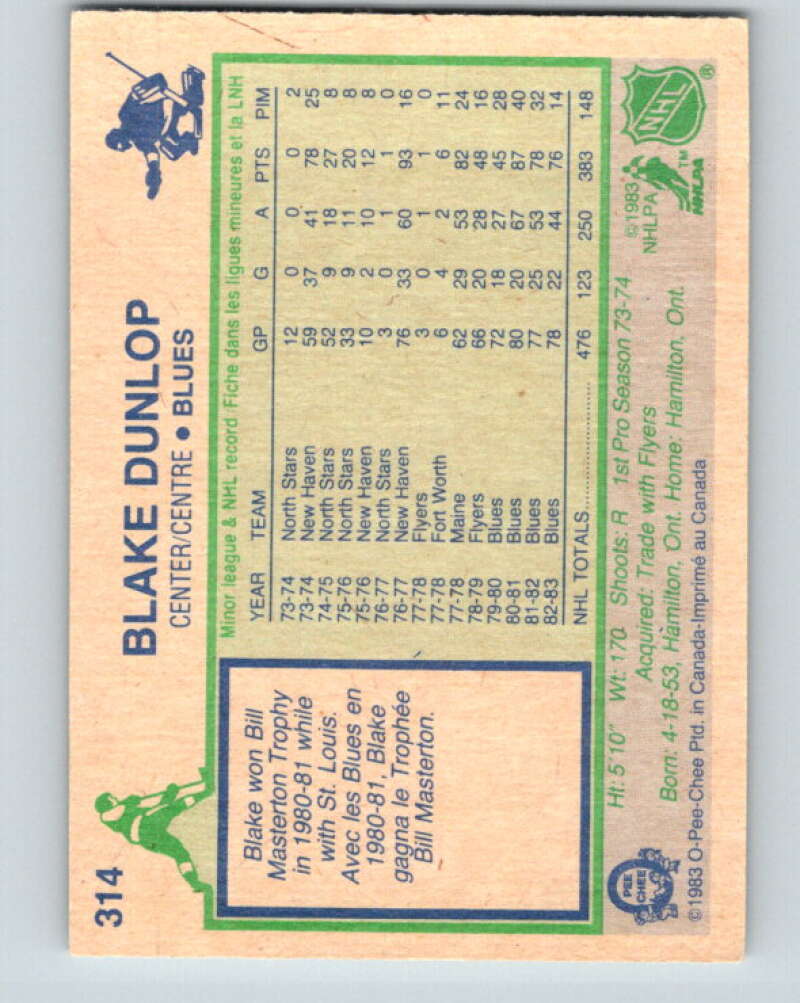 314
BLAKE DUNLOP
CENTER/CENTRE • BLUES
Blake won Bill
Masterton Trophy
in 1980-81 while
with St. Louis.
Avec les Blues en
1980-81, Blake
gagna le Trophée
Bill Masterton.
Minor league & NHL record Fiche dans les ligues mineures et la LNH
YEAR TEAM GP G A PTS PIM
73-74 North Stars 12 0 0 0 2
73-74 New Haven 59 37 41 78 25
74-75 North Stars 52 9 18 27 8
75-76 North Stars 33 9 11 20 8
75-76 New Haven 10 2 10 12 8
76-77 North Stars 3 0 1 1 0
76-77 New Haven 76 33 60 93 16
77-78 Flyers 3 0 1 1 0
77-78 Fort Worth 6 4 2 6 11
77-78 Maine 62 29 53 82 24
78-79 Flyers 66 20 28 48 16
79-80 Blues 72 18 27 45 28
80-81 Blues 80 20 67 87 40
81-82 Blues 77 25 53 78 32
82-83 Blues 78 22 44 76 14
NHL TOTALS 476 123 250 383 148
Ht: 5'10" Wt: 170 Shoots: R 1st Pro Season 73-74
Acquired: Trade with Flyers
Born: 4-18-53, Hamilton, Ont. Home: Hamilton, Ont.
©1983 O-Pee-Chee Ptd. in Canada-Imprimé au Canada
PEE
CHEE
©1983
NHLPA
NHL
®
TM
NHLPA